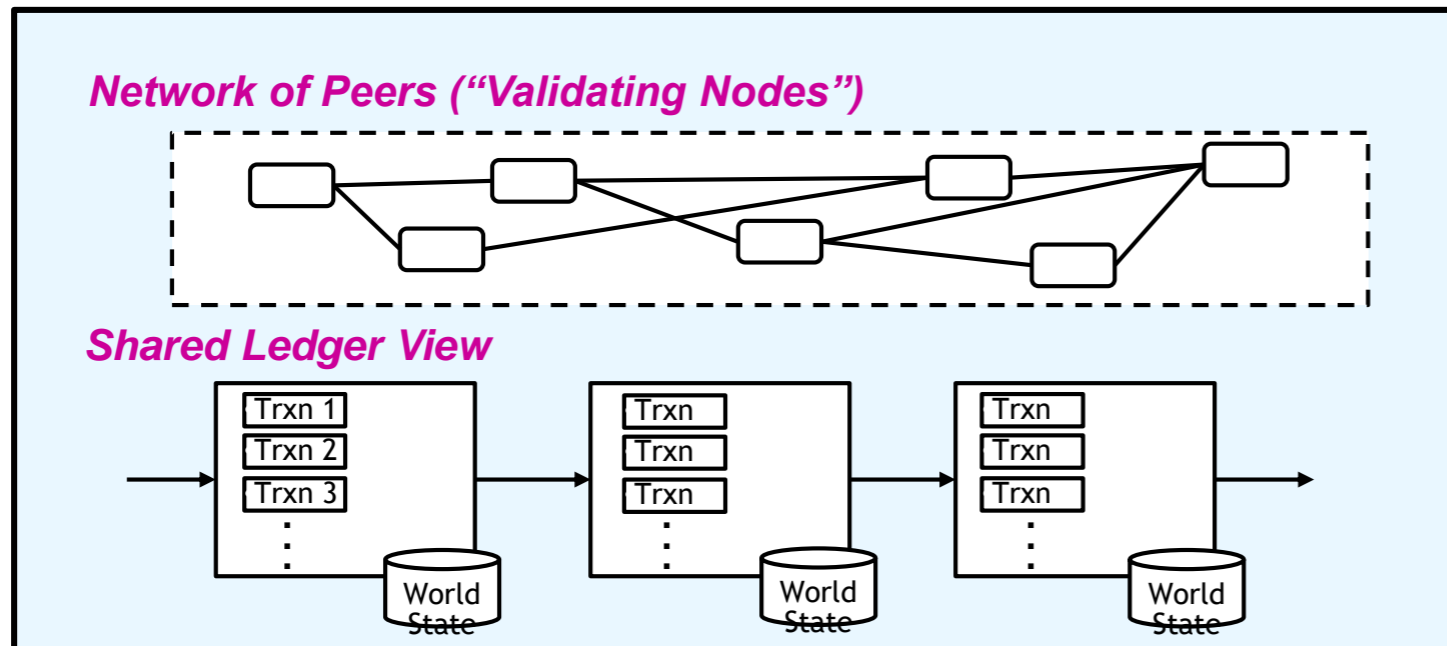 Network of Peers (“Validating Nodes”)
Shared Ledger View
Trxn 1
Trxn 2
Trxn 3
.
.
.
World
State
Trxn
Trxn
Trxn
.
.
.
World
State
Trxn
Trxn
Trxn
.
.
.
World
State